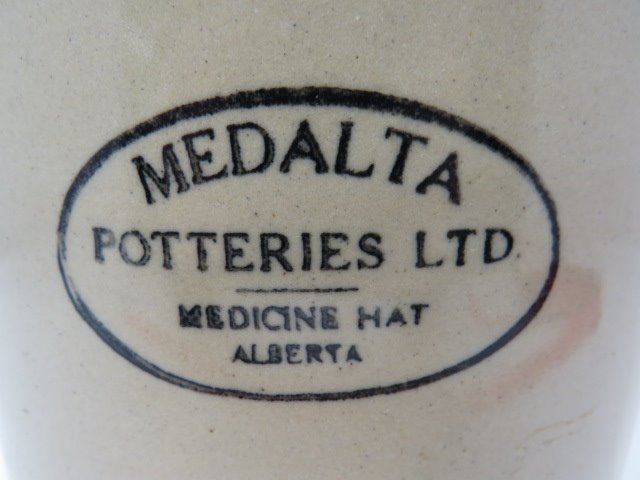 MEDALTA
POTTERIES LTD.
MEDICINE HAT
ALBERTA